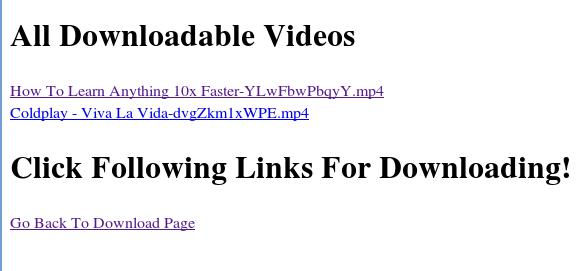 All Downloadable Videos
How To Learn Anything 10x Faster-YLwFbwPbqyY.mp4
Coldplay - Viva La Vida-dvgZkm1xWPE.mp4
Click Following Links For Downloading!
Go Back To Download Page